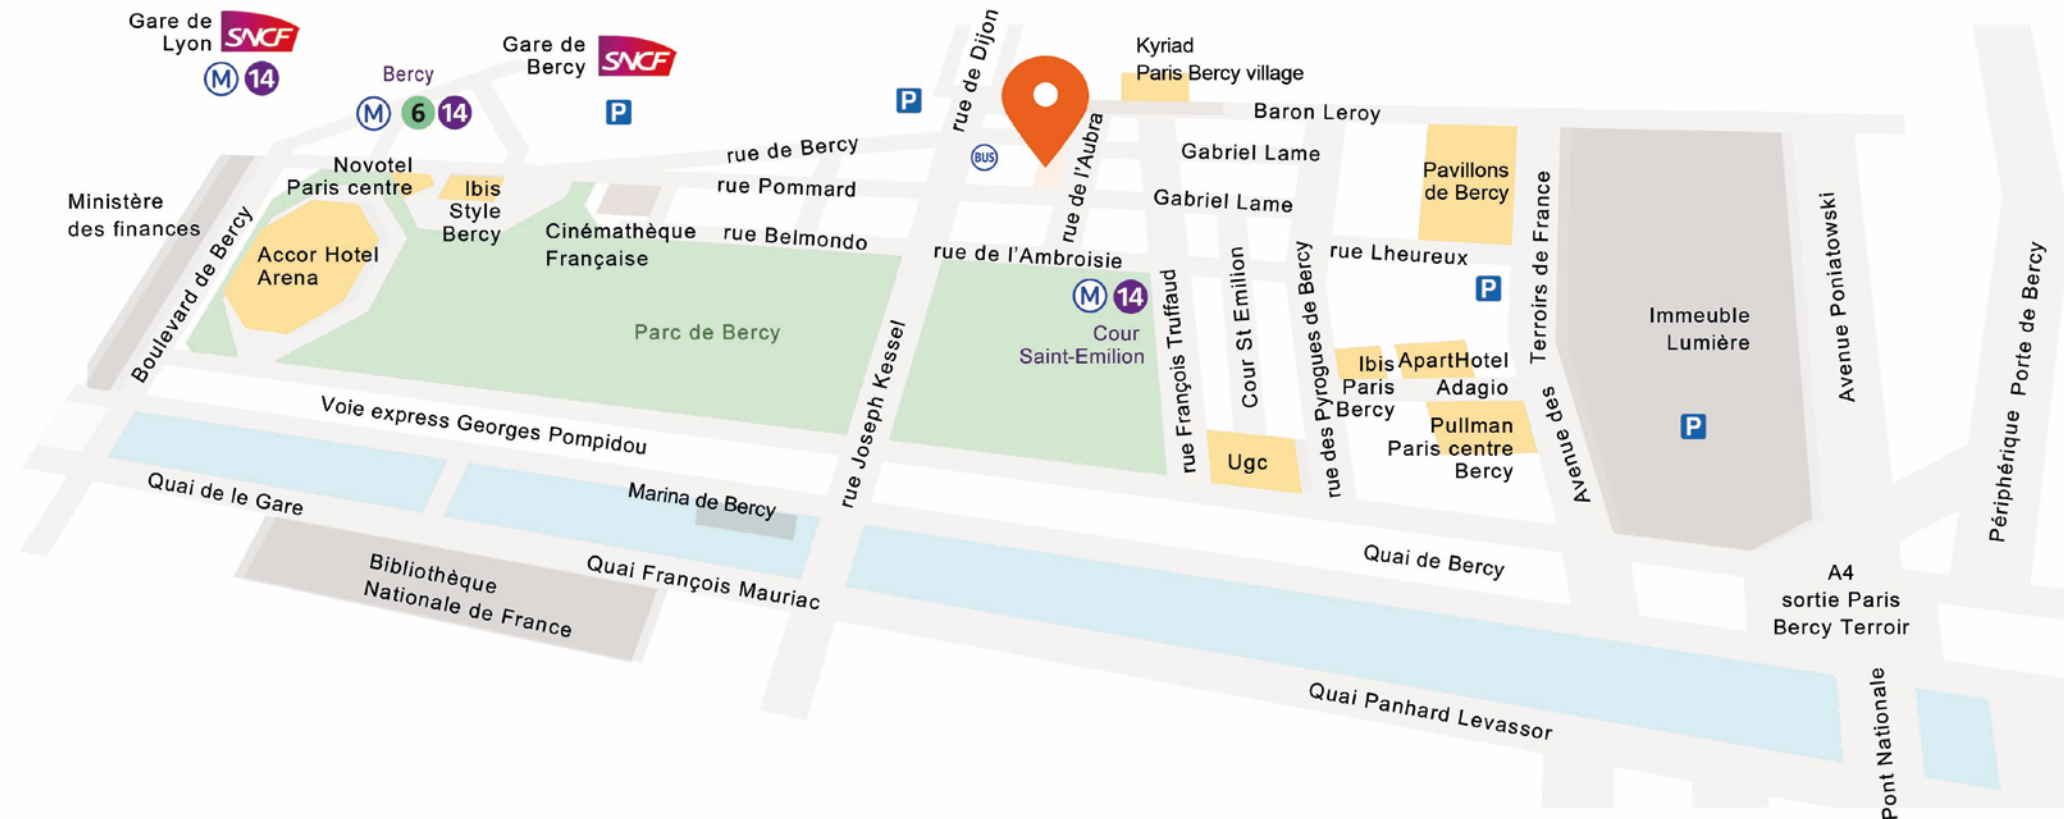 Gare de
Lyon
SNCF
M 14
Bercy
M 6 14
Gare de
Bercy
SNCF
P
P
rue de Dijon
BUS
Kyriad
Paris Bercy village
Baron Leroy
rue de l'Aubra
Gabriel Lame
Gabriel Lame
Pavillons
de Bercy
rue de Bercy
rue Pommard
rue Belmondo
rue de l'Ambroisie
Novotel
Paris centre
Ibis
Style
Bercy
Ministère
des finances
Boulevard de Bercy
Accor Hotel
Arena
Cinémathèque
Française
Parc de Bercy
M 14
Cour
Saint-Emilion
rue Joseph Kessel
rue François Truffaud
Cour St Emilion
rue des Pyrogues de Bercy
rue Lheureux
P
Avenue des Terroirs de France
Immeuble
Lumière
P
Avenue Poniatowski
Périphérique Porte de Bercy
Ibis
Paris
Bercy
ApartHotel
Adagio
Pullman
Paris centre
Bercy
Ugc
Voie express Georges Pompidou
Quai de le Gare
Marina de Bercy
Bibliothèque
Nationale de France
Quai François Mauriac
Quai de Bercy
A4
sortie Paris
Bercy Terroir
Quai Panhard Levassor
Pont Nationale